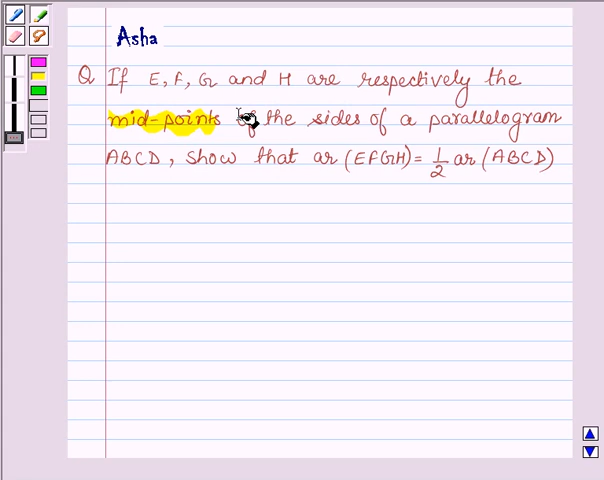 Asha
Q If E, F, G and H are respectively the
mid-points of the sides of a parallelogram
ABCD, show that ar (EFGH) = 1/2 ar (ABCD)